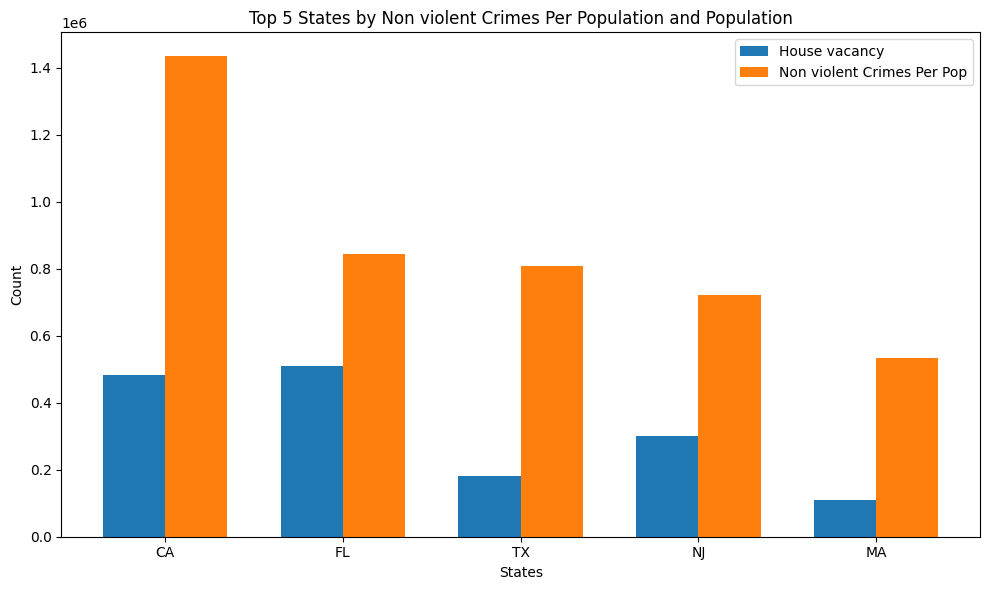 Top 5 States by Non violent Crimes Per Population and Population
1e6
House vacancy
Non violent Crimes Per Pop
1.4
1.2
1.0
0.8
0.6
0.4
0.2
0.0
Count
CA FL TX NJ MA
States